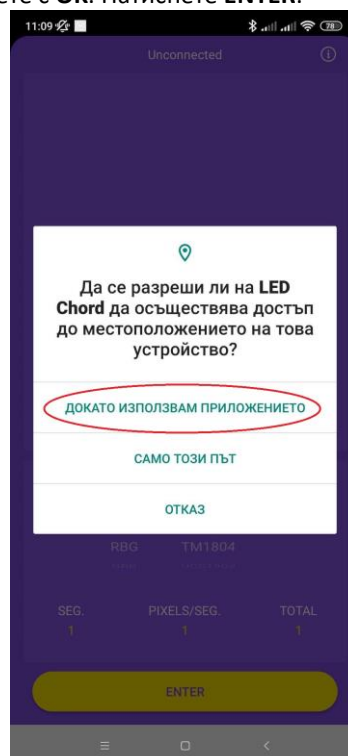 OK. Натиснете ENTER.
11:09 78
Unconnected
Да се разреши ли на LED
Chord да осъществява достъп
до местоположението на това
устройство?
ДОКАТО ИЗПОЛЗВАМ ПРИЛОЖЕНИЕТО
САМО ТОЗИ ПЪТ
ОТКАЗ
RBG TM1804
SEG. PIXELS/SEG. TOTAL
1 1 1
ENTER